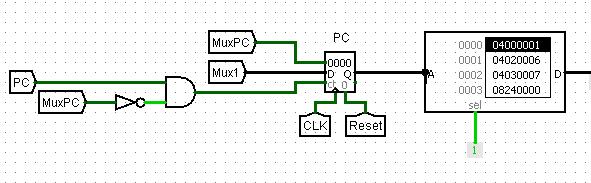 PC
MuxPC
0000
Mux1
D Q
ct 0
PC
MuxPC
CLK
Reset
A
0000 04000001
0001 04020006
0002 04030007
0003 08240000
D
sel
1